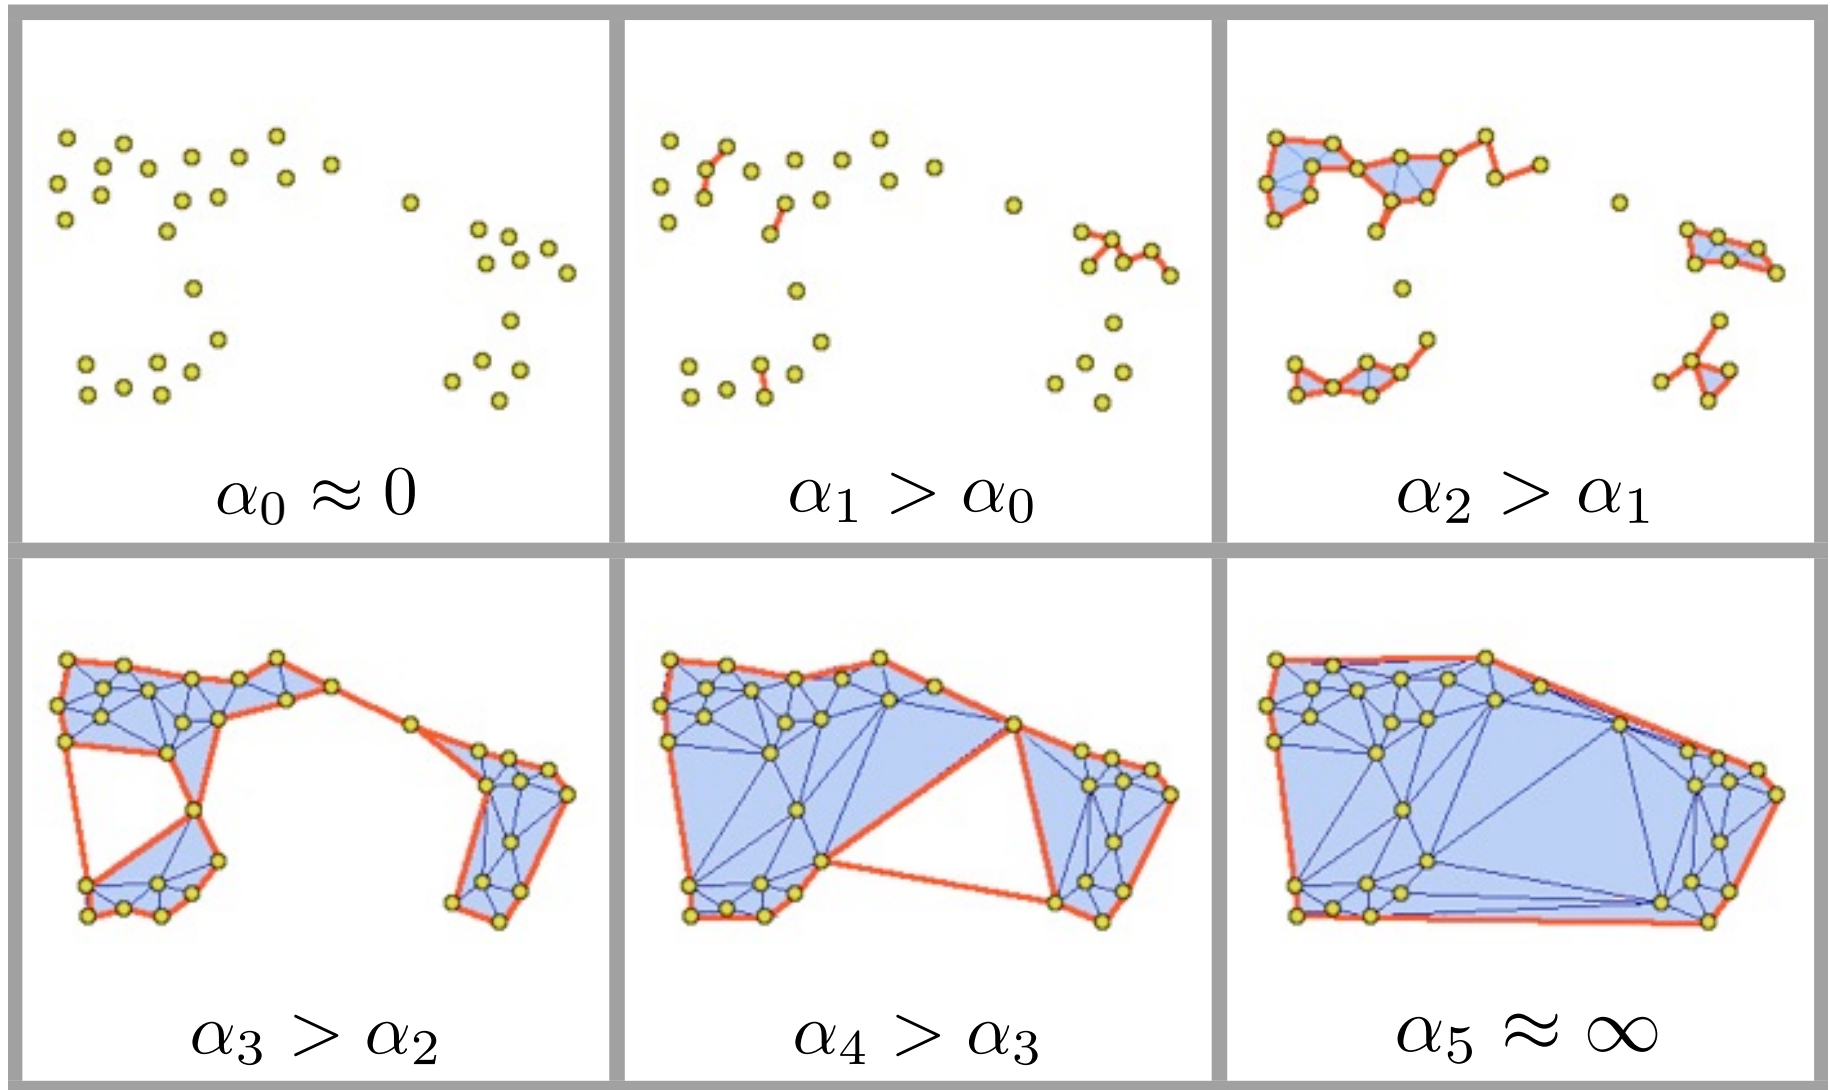 α₀ ≈ 0
α₁ > α₀
α₂ > α₁
α₃ > α₂
α₄ > α₃
α₅ ≈ ∞